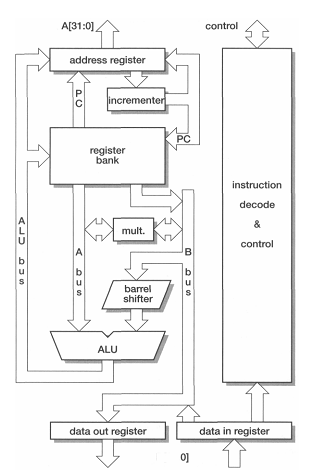 A[31:0]
control
address register
PC
incrementer
PC
register bank
instruction decode & control
ALU bus
A bus
mult.
B bus
barrel shifter
ALU
data out register
data in register
0]